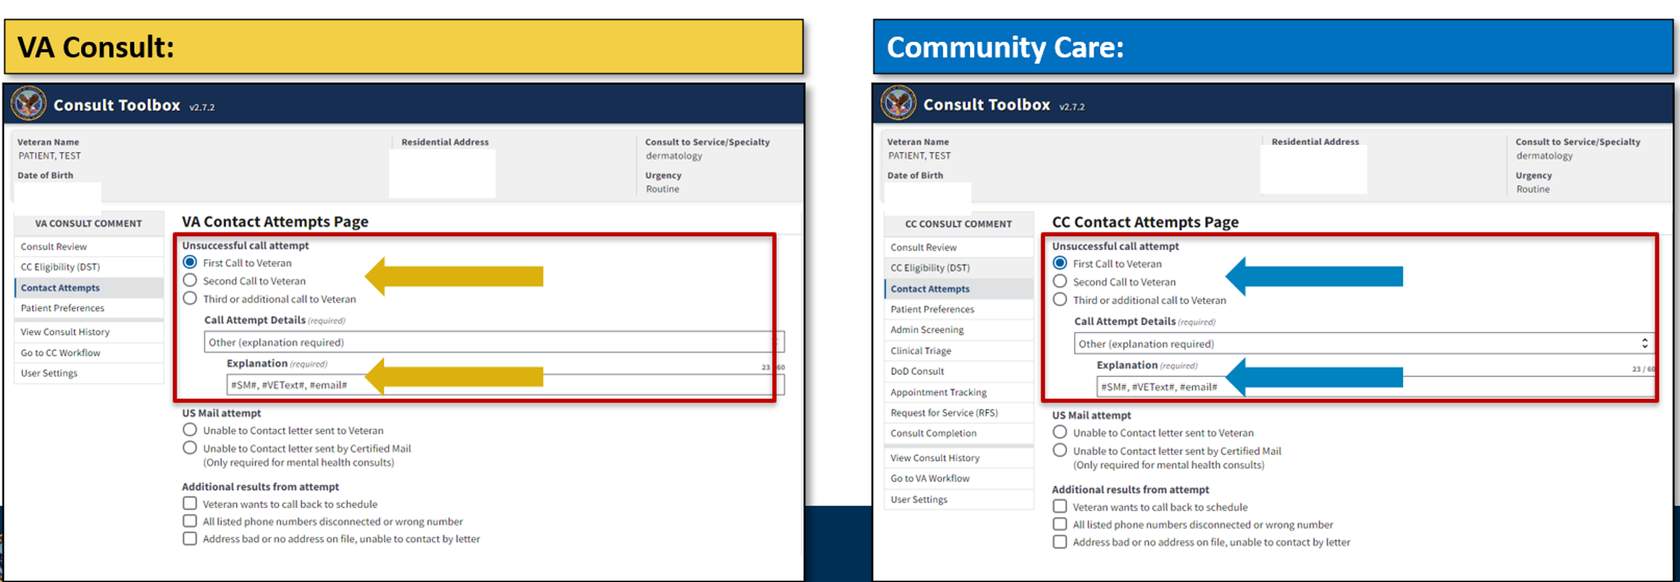 VA Consult:
Consult Toolbox v2.7.2
Veteran Name
PATIENT, TEST
Date of Birth
Residential Address
Consult to Service/Specialty
dermatology
Urgency
Routine
VA CONSULT COMMENT
Consult Review
CC Eligibility (DST)
Contact Attempts
Patient Preferences
View Consult History
Go to CC Workflow
User Settings
VA Contact Attempts Page
Unsuccessful call attempt
First Call to Veteran
Second Call to Veteran
Third or additional call to Veteran
Call Attempt Details (required)
Other (explanation required)
Explanation (required)
23 / 60
#SM#, #VEText#, #email#
US Mail attempt
Unable to Contact letter sent to Veteran
Unable to Contact letter sent by Certified Mail
(Only required for mental health consults)
Additional results from attempt
Veteran wants to call back to schedule
All listed phone numbers disconnected or wrong number
Address bad or no address on file, unable to contact by letter
Community Care:
Consult Toolbox v2.7.2
Veteran Name
PATIENT, TEST
Date of Birth
Residential Address
Consult to Service/Specialty
dermatology
Urgency
Routine
CC CONSULT COMMENT
Consult Review
CC Eligibility (DST)
Contact Attempts
Patient Preferences
Admin Screening
Clinical Triage
DoD Consult
Appointment Tracking
Request for Service (RFS)
Consult Completion
View Consult History
Go to VA Workflow
User Settings
CC Contact Attempts Page
Unsuccessful call attempt
First Call to Veteran
Second Call to Veteran
Third or additional call to Veteran
Call Attempt Details (required)
Other (explanation required)
Explanation (required)
23 / 60
#SM#, #VEText#, #email#
US Mail attempt
Unable to Contact letter sent to Veteran
Unable to Contact letter sent by Certified Mail
(Only required for mental health consults)
Additional results from attempt
Veteran wants to call back to schedule
All listed phone numbers disconnected or wrong number
Address bad or no address on file, unable to contact by letter